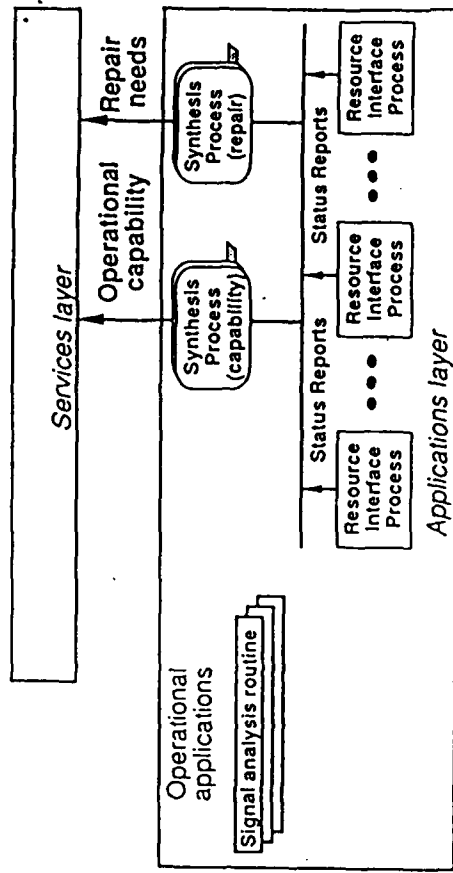 Services layer
Operational
capability
Repair
needs
Operational
applications
Signal analysis routine
Synthesis
Process
(capability)
Synthesis
Process
(repair)
Status Reports
Status Reports
Resource
Interface
Process
Resource
Interface
Process
Resource
Interface
Process
Applications layer